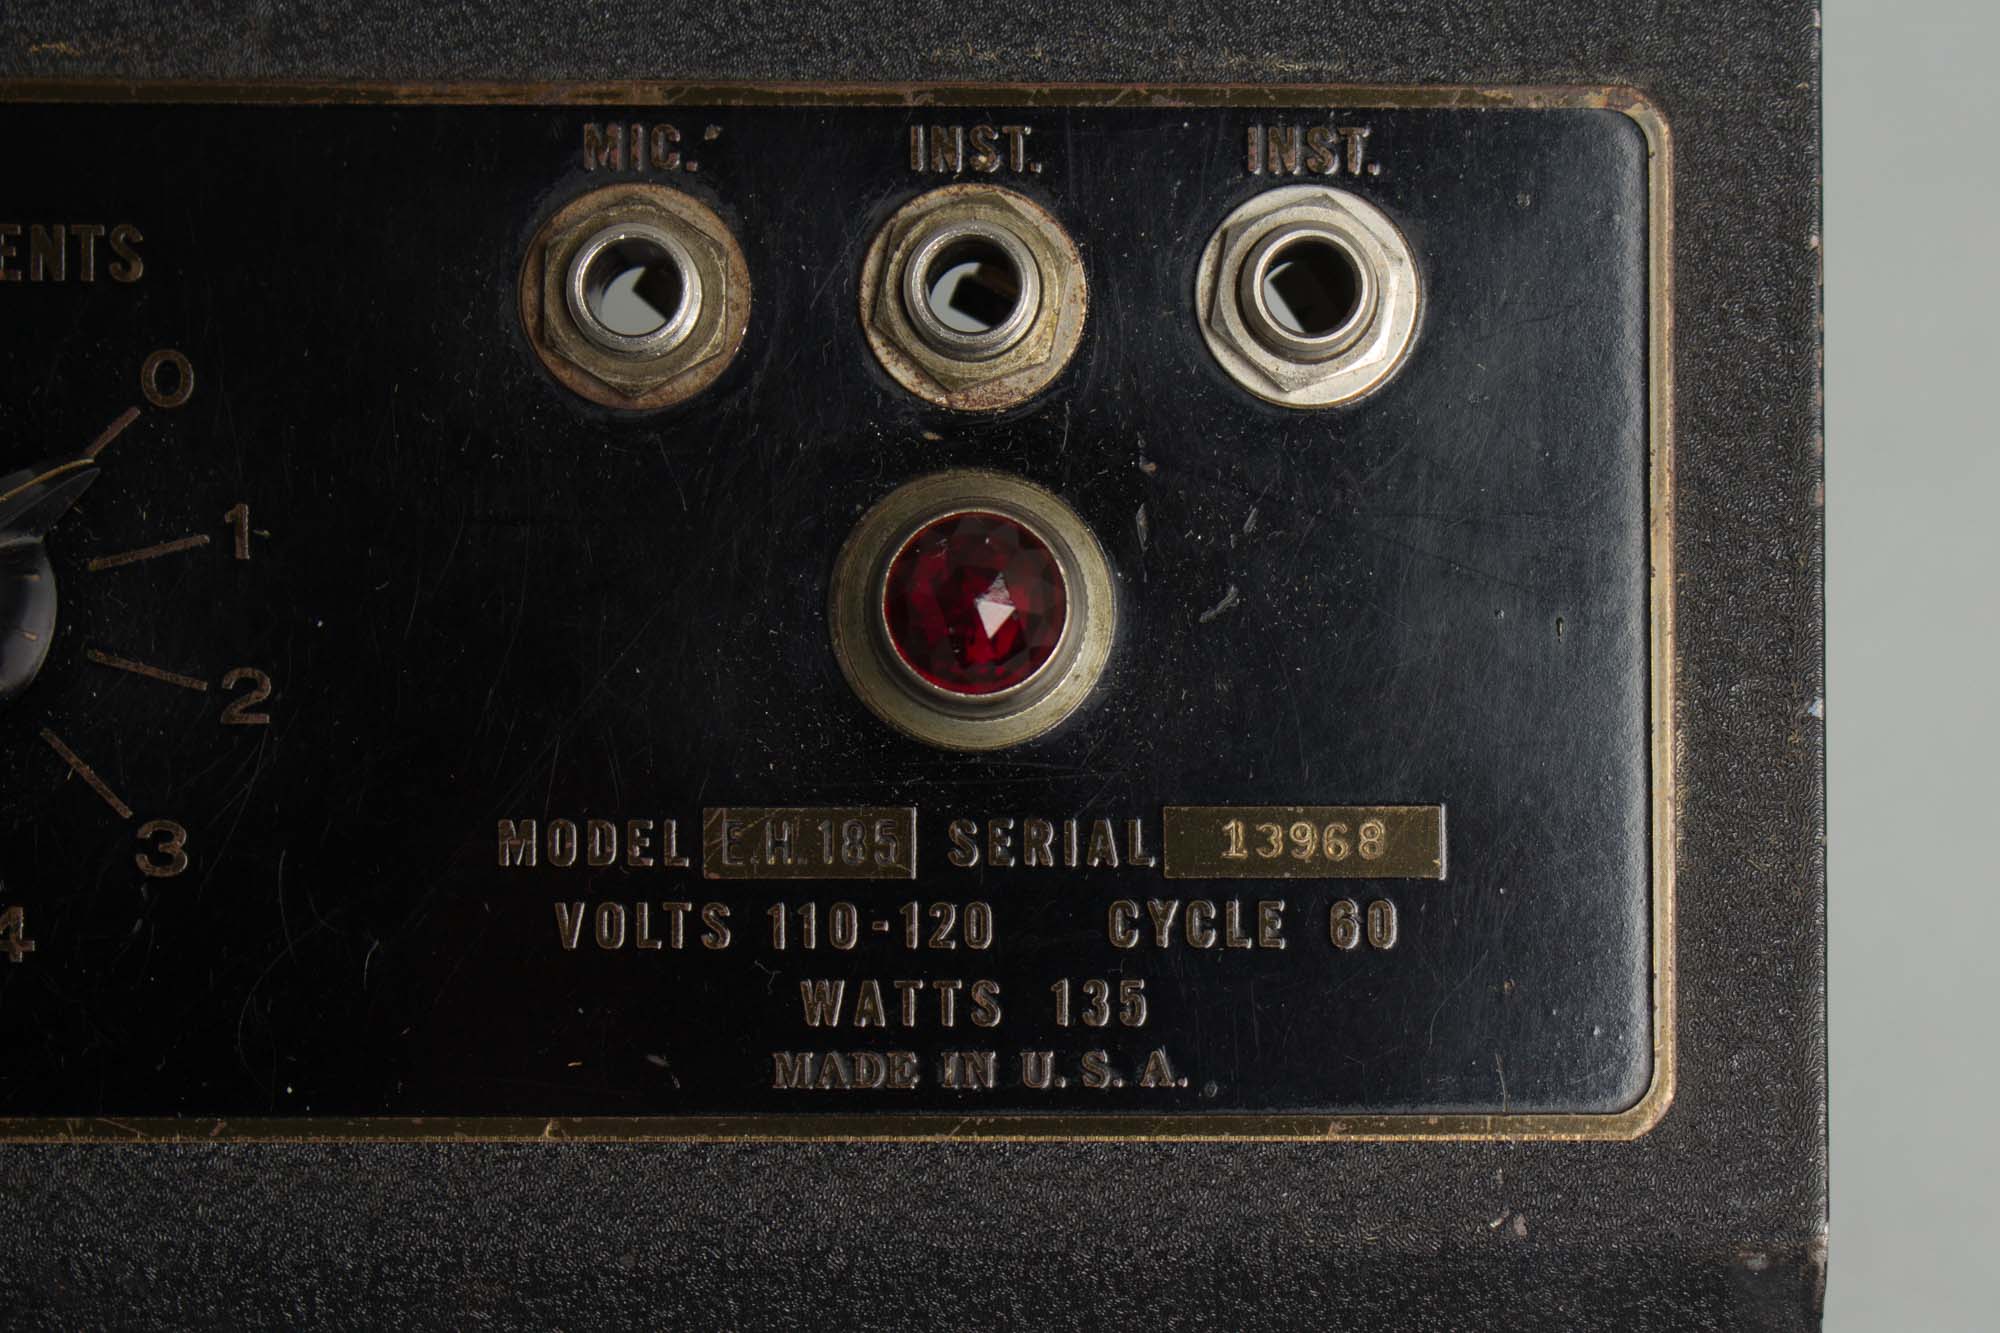 MIC. INST. INST.
ENTS
0
1
2
3
4
MODEL E.H.185 SERIAL 13968
VOLTS 110-120 CYCLE 60
WATTS 135
MADE IN U.S.A.